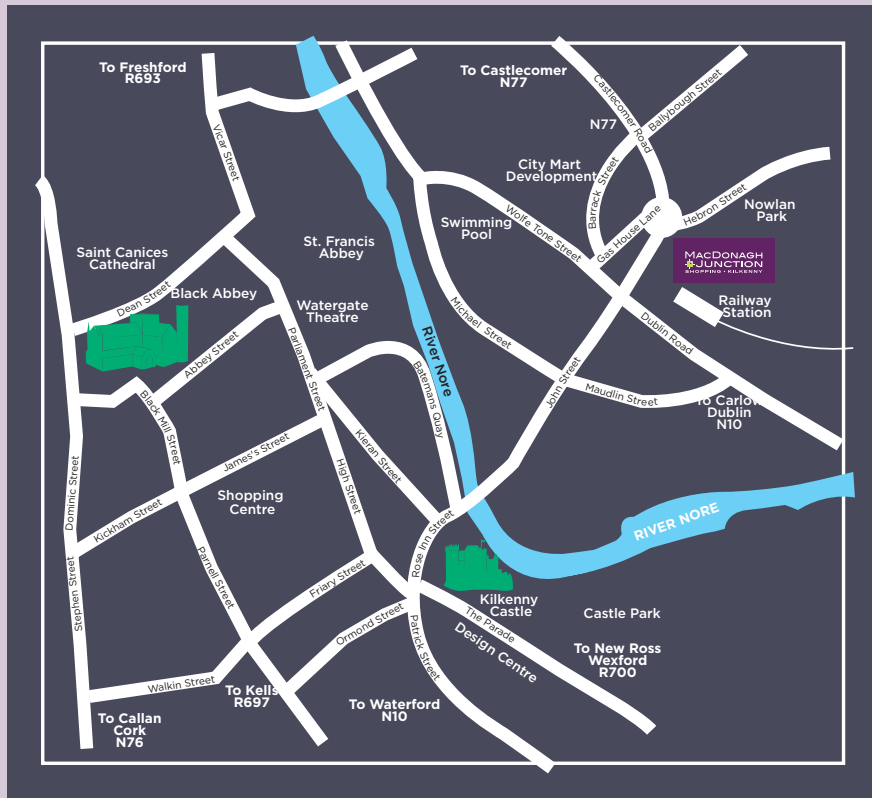 To Freshford
R693
To Castlecomer
N77
Castlecomer Road
Ballybough Street
N77
Vicar Street
City Mart
Development
Barrack Street
Hebron Street
Nowlan
Park
Gas House Lane
Wolfe Tone Street
Swimming
Pool
St. Francis
Abbey
Saint Canices
Cathedral
MACDONAGH
JUNCTION
SHOPPING • KILKENNY
Dean Street
Black Abbey
Watergate
Theatre
Railway
Station
Michael Street
Dublin Road
Abbey Street
Parliament Street
River Nore
Batemans Quay
John Street
Maudlin Street
To Carlow
Dublin
N10
Black Mill Street
Kieran Street
James's Street
High Street
Dominic Street
Shopping
Centre
Kickham Street
RIVER NORE
Rose Inn Street
Parnell Street
Friary Street
Stephen Street
Kilkenny
Castle
Castle Park
Ormond Street
The Parade
Patrick Street
Design Centre
To New Ross
Wexford
R700
Walkin Street
To Kells
R697
To Waterford
N10
To Callan
Cork
N76